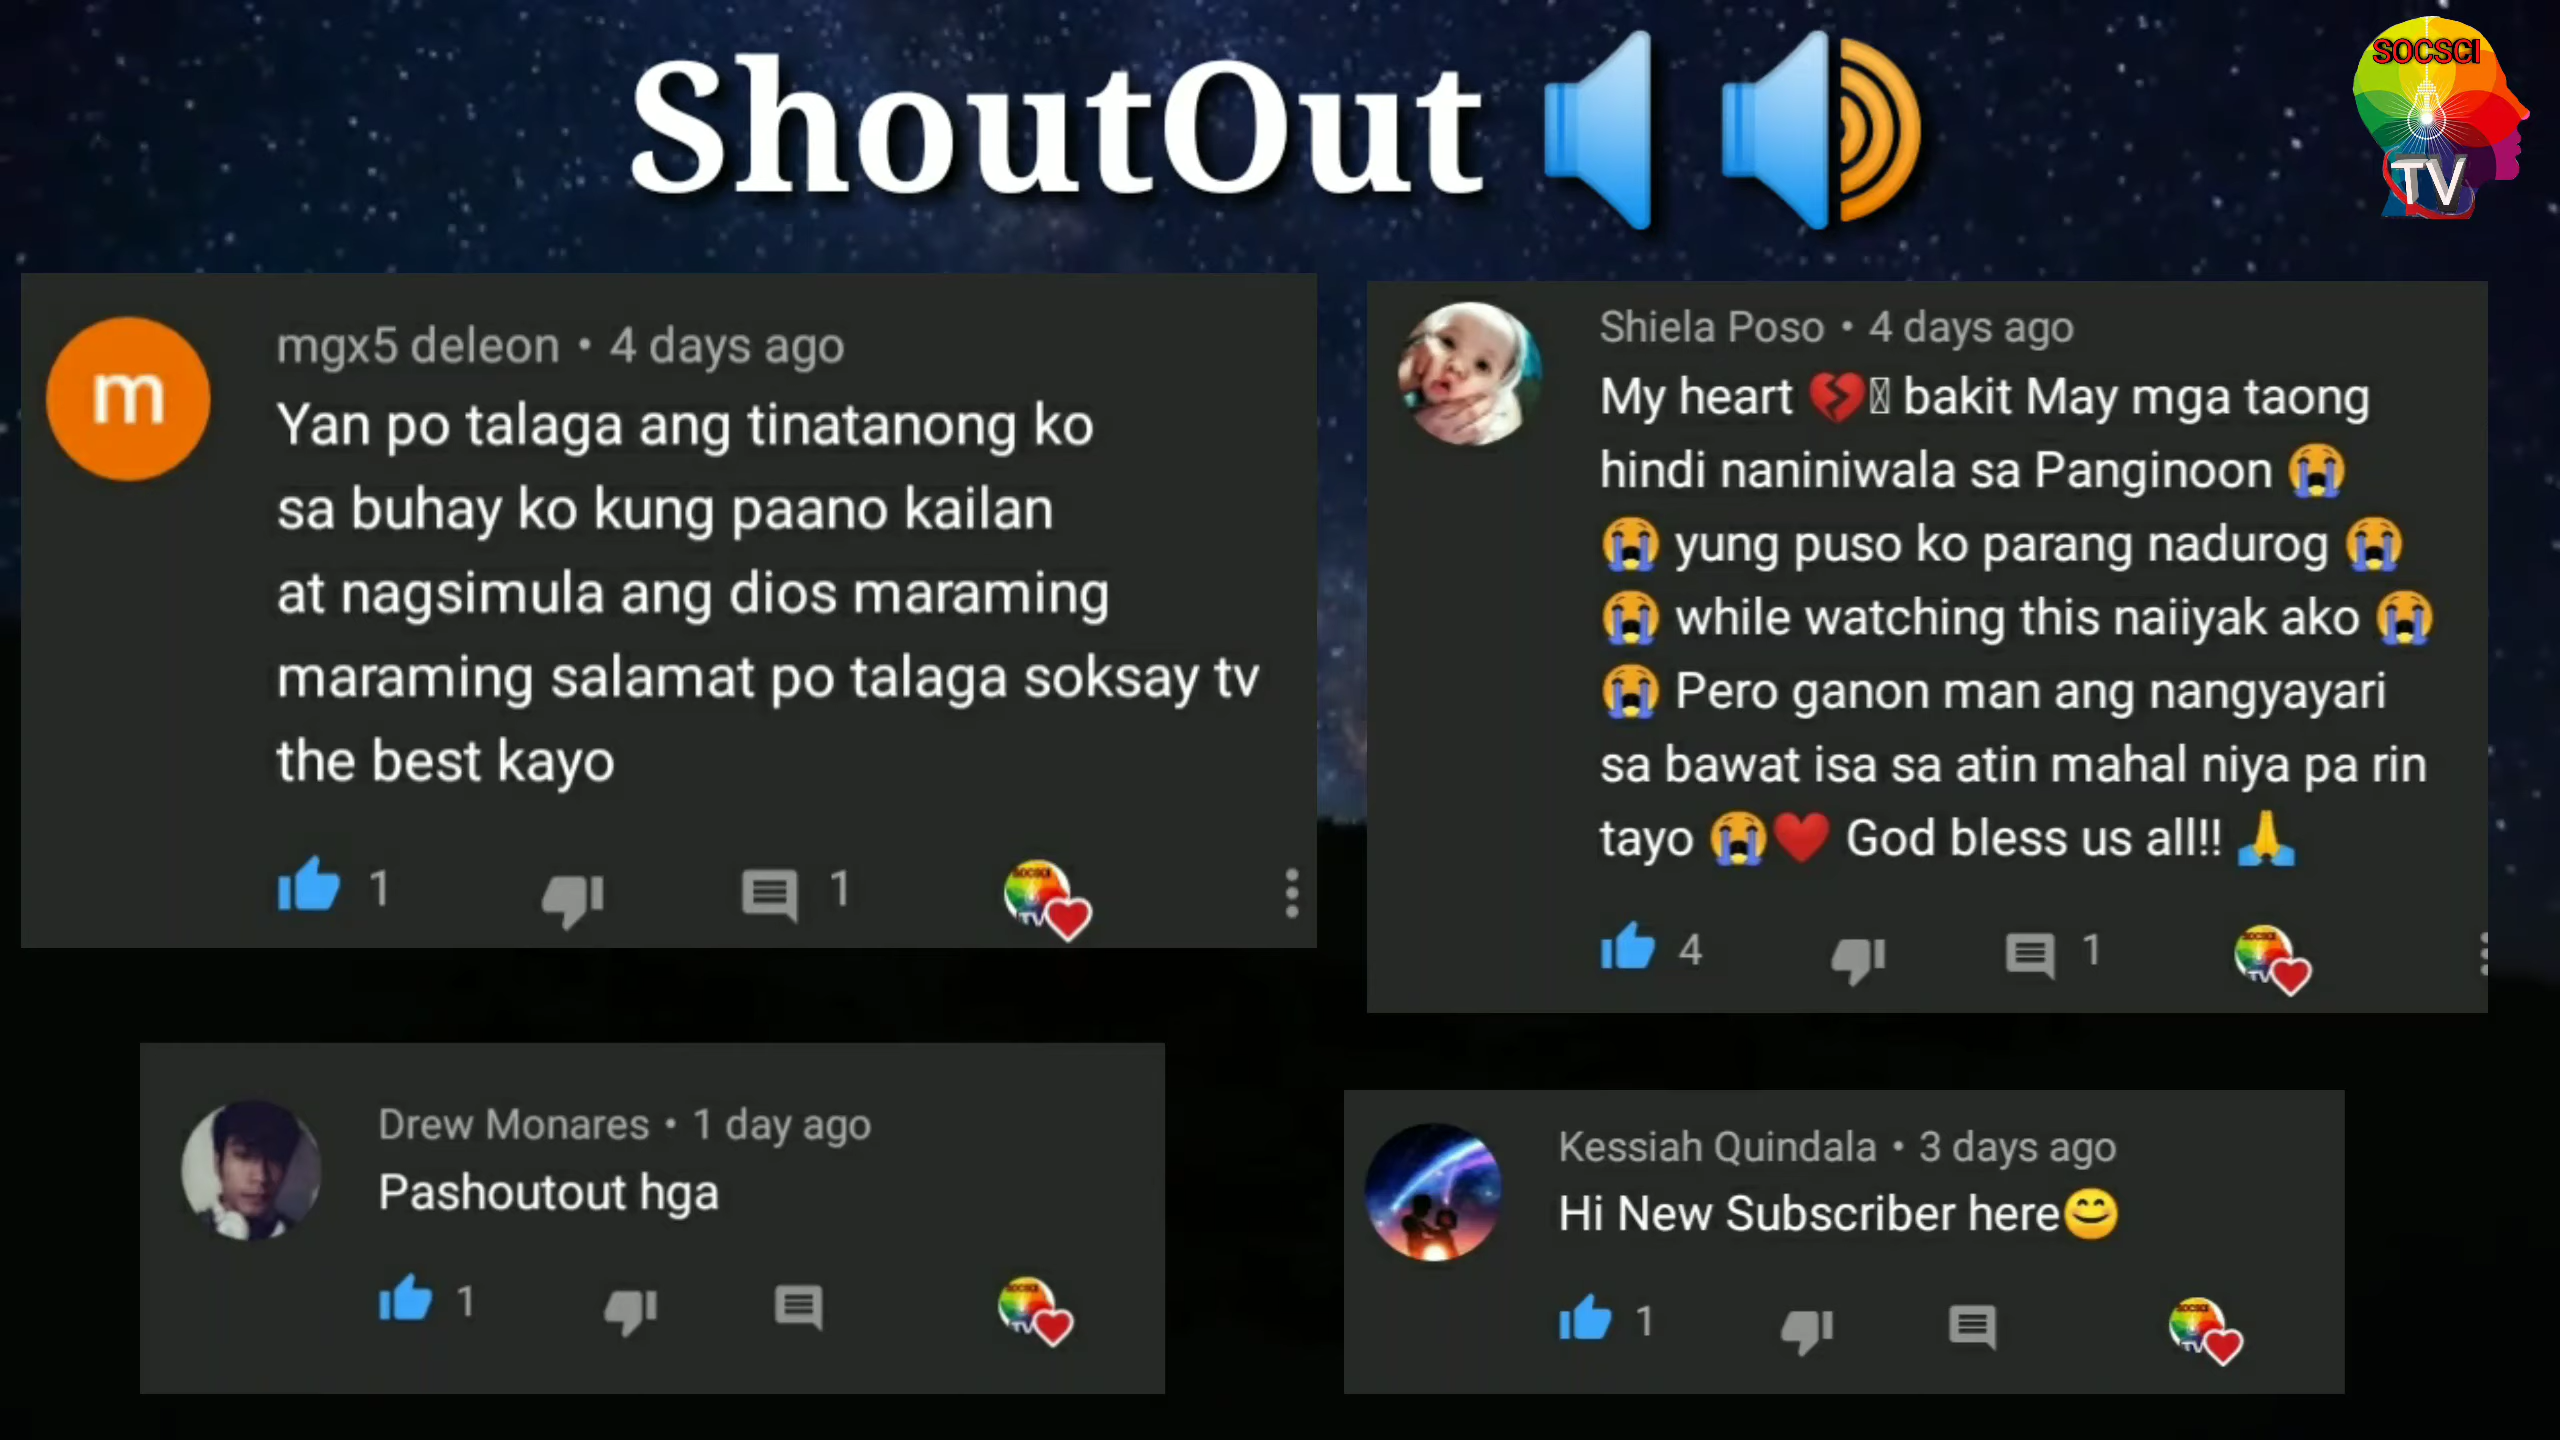 ShoutOut
SOCSCI
TV
m
mgx5 deleon • 4 days ago
Yan po talaga ang tinatanong ko
sa buhay ko kung paano kailan
at nagsimula ang dios maraming
maraming salamat po talaga soksay tv
the best kayo
1
1
Shiela Poso • 4 days ago
My heart 💔 bakit May mga taong
hindi naniniwala sa Panginoon 😭
😭 yung puso ko parang nadurog 😭
😭 while watching this naiiyak ako 😭
😭 Pero ganon man ang nangyayari
sa bawat isa sa atin mahal niya pa rin
tayo 😭❤️ God bless us all!! 🙏
4
1
Drew Monares • 1 day ago
Pashoutout hga
1
Kessiah Quindala • 3 days ago
Hi New Subscriber here😊
1